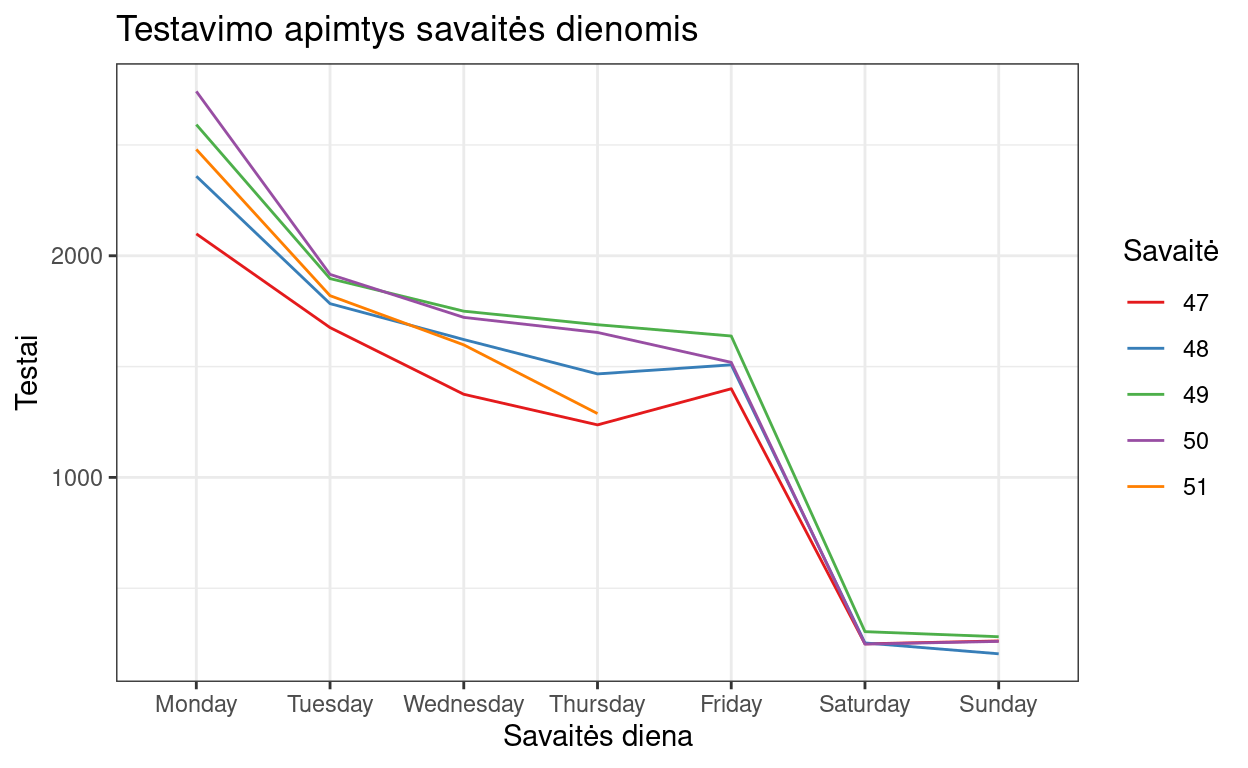 Testavimo apimtys savaitės dienomis
Testai
2000
1000
Monday Tuesday Wednesday Thursday Friday Saturday Sunday
Savaitės diena
Savaitė
47
48
49
50
51